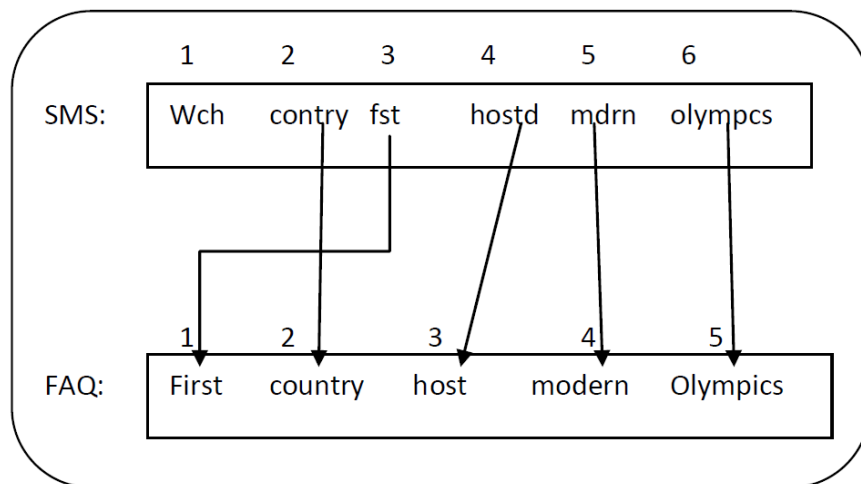 1 2 3 4 5 6
SMS: Wch contry fst hostd mdrn olympcs
1 2 3 4 5
FAQ: First country host modern Olympics